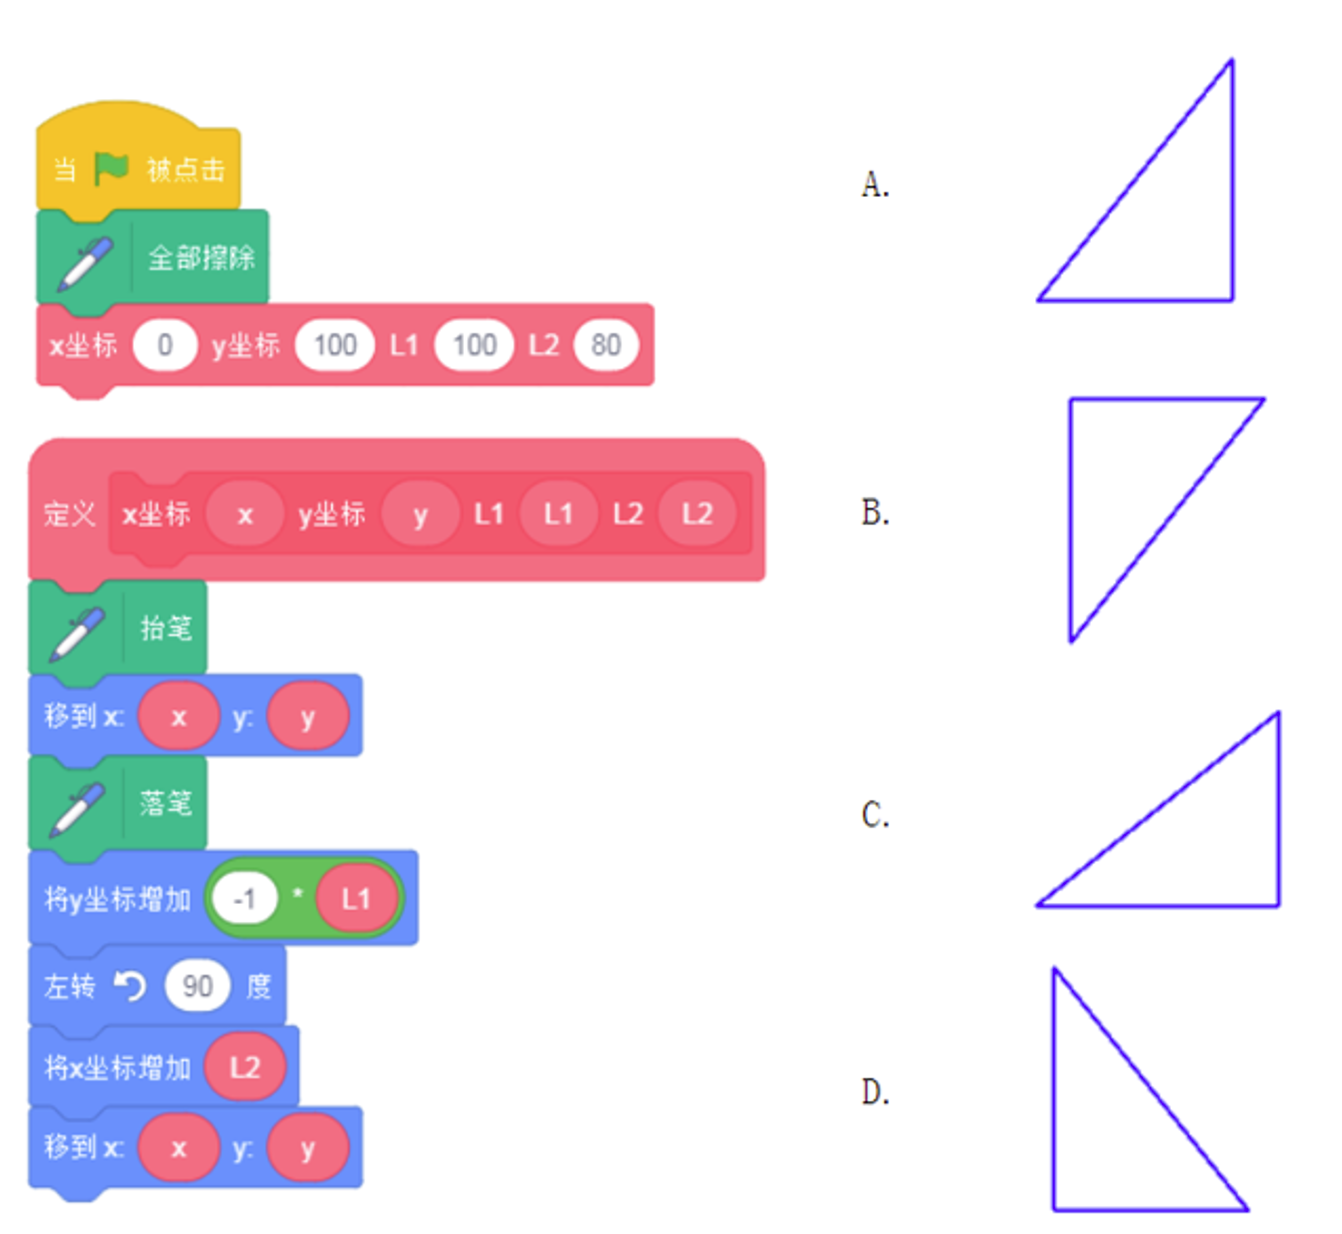 当 被点击
全部擦除
x坐标 0 y坐标 100 L1 100 L2 80
定义 x坐标 x y坐标 y L1 L1 L2 L2
抬笔
移到 x: x y: y
落笔
将y坐标增加 -1 * L1
左转 90 度
将x坐标增加 L2
移到 x: x y: y
A.
B.
C.
D.